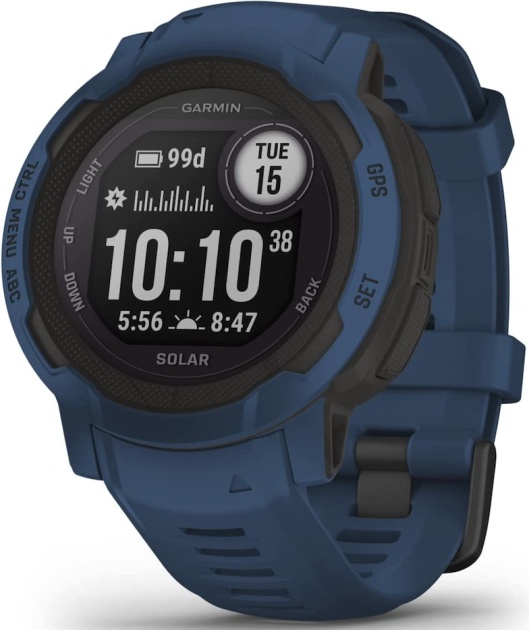 GARMIN
99d
TUE
15
10:10 38
5:56 8:47
SOLAR
LIGHT
CTRL
UP
MENU
DOWN
ABC
GPS
SET
BACK